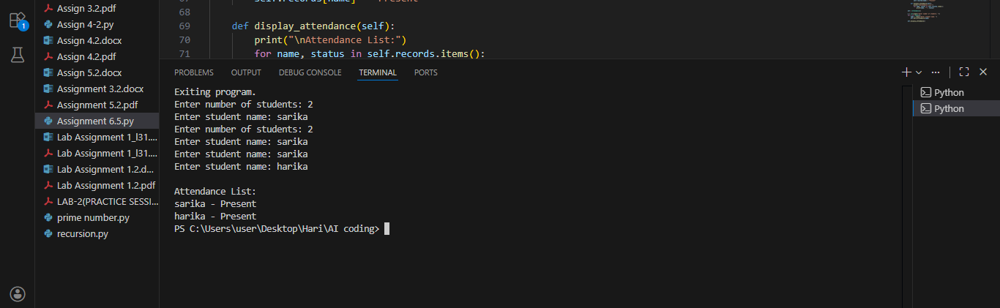 Assign 3.2.pdf
Assign 4-2.py
Assign 4.2.docx
Assign 4.2.pdf
Assign 5.2.docx
Assignment 3.2.docx
Assignment 5.2.pdf
Assignment 6.5.py
Lab Assignment 1_l31....
Lab Assignment 1_l31....
Lab Assignment 1.2.d...
Lab Assignment 1.2.pdf
LAB-2(PRACTICE SESSI...
prime number.py
recursion.py
1
68
69 def display_attendance(self):
70 print("\nAttendance List:")
71 for name, status in self.records.items():
PROBLEMS OUTPUT DEBUG CONSOLE TERMINAL PORTS
Exiting program.
Enter number of students: 2
Enter student name: sarika
Enter number of students: 2
Enter student name: sarika
Enter student name: sarika
Enter student name: harika
Attendance List:
sarika - Present
harika - Present
PS C:\Users\user\Desktop\Hari\AI coding>
Python
Python